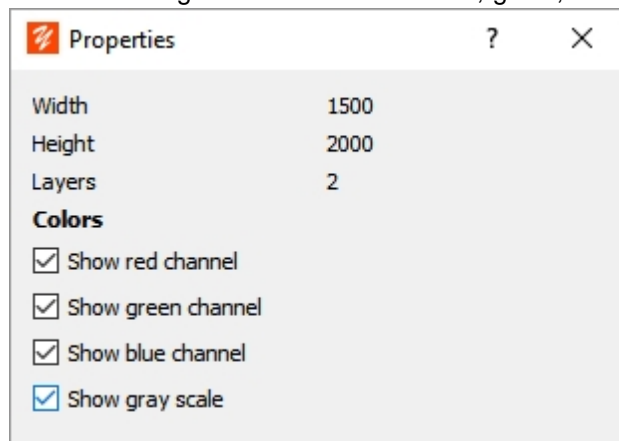 Properties ?
Width 1500
Height 2000
Layers 2
Colors
Show red channel
Show green channel
Show blue channel
Show gray scale